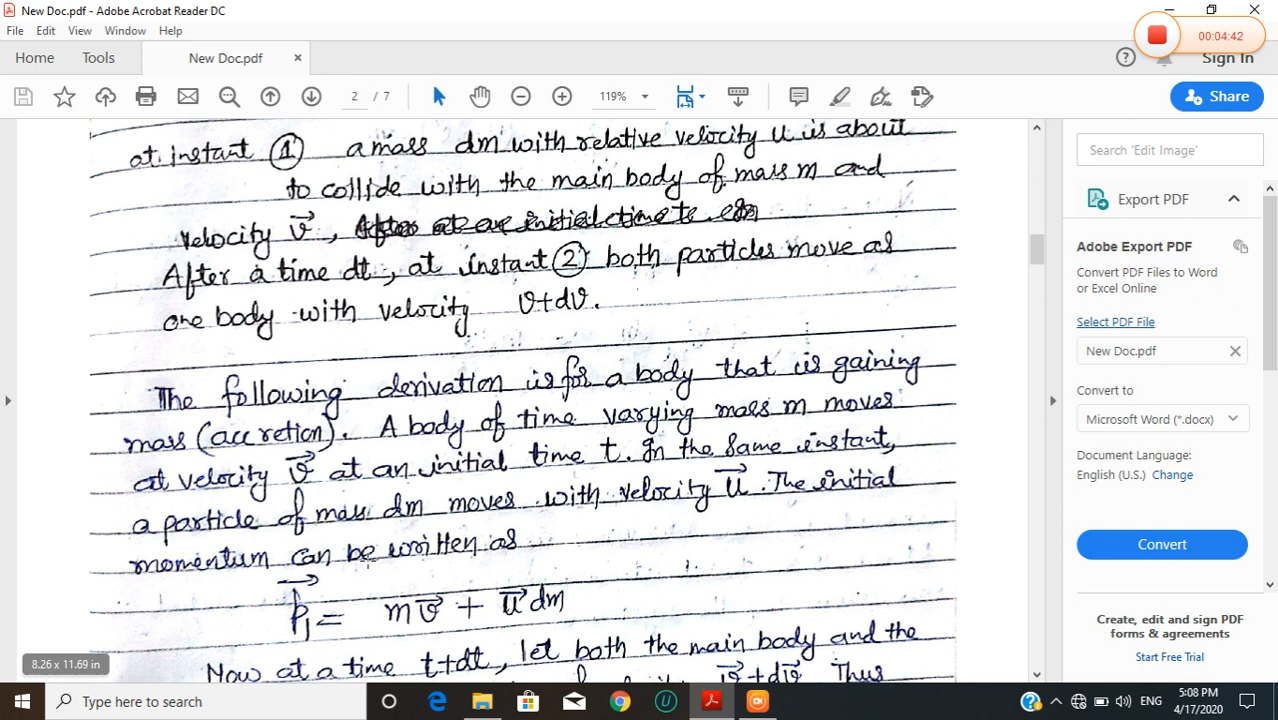 New Doc.pdf - Adobe Acrobat Reader DC
File Edit View Window Help
00:04:42
Home Tools New Doc.pdf × Sign In
2 / 7 119% Share
at instant 1 a mass dm with relative velocity u is about
to collide with the main body of mass m and
velocity v⃗,
After a time dt, at instant 2 both particles move as
one body with velocity v+dv.
The following derivation is for a body that is gaining
mass (accretion). A body of time varying mass m moves
at velocity v⃗ at an initial time t. In the same instant,
a particle of mass dm moves with velocity u⃗. The initial
momentum can be written as
P⃗1 = mv⃗ + u⃗dm
Now at a time t+dt, let both the main body and the
v⃗+dv⃗ Thus
8.26 x 11.69 in
Search 'Edit Image'
Export PDF
Adobe Export PDF
Convert PDF Files to Word
or Excel Online
Select PDF File
New Doc.pdf
Convert to
Microsoft Word (*.docx)
Document Language:
English (U.S.) Change
Convert
Create, edit and sign PDF
forms & agreements
Start Free Trial
Type here to search
ENG
5:08 PM
4/17/2020